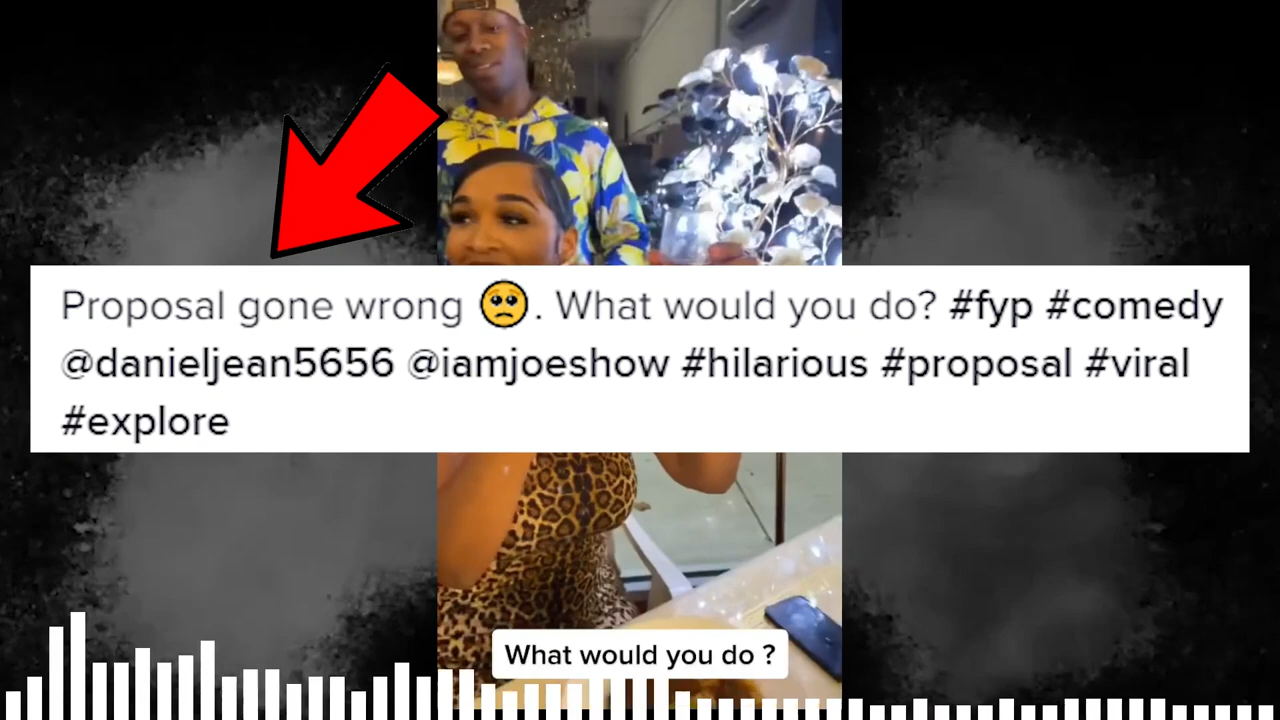 Proposal gone wrong 🥺. What would you do? #fyp #comedy
@danieljean5656 @iamjoeshow #hilarious #proposal #viral
#explore
What would you do ?